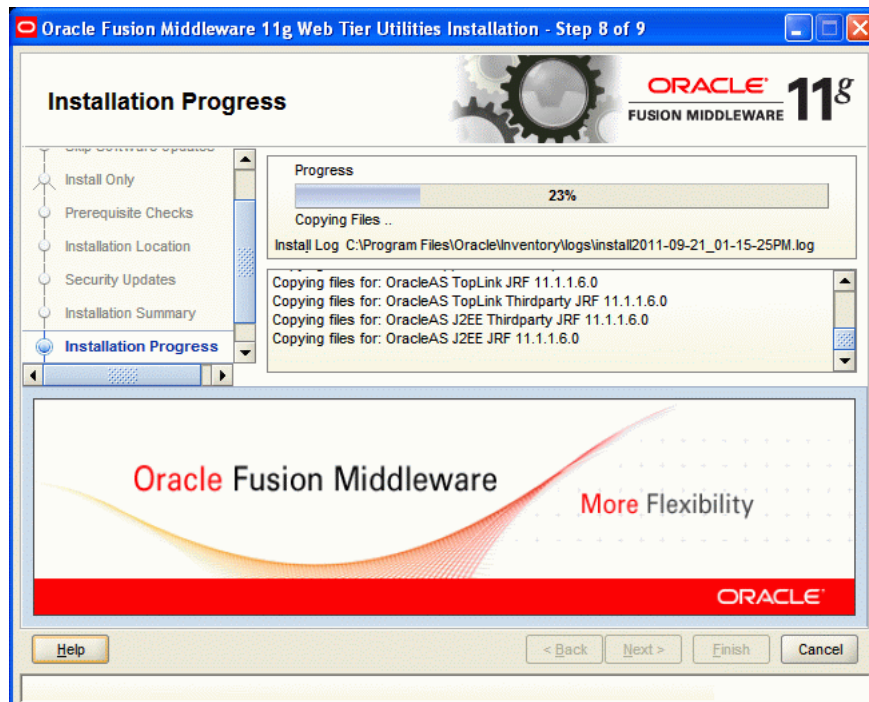 Oracle Fusion Middleware 11g Web Tier Utilities Installation - Step 8 of 9
Installation Progress
ORACLE
FUSION MIDDLEWARE
11g
Skip Software Updates
Install Only
Prerequisite Checks
Installation Location
Security Updates
Installation Summary
Installation Progress
Progress
23%
Copying Files ..
Install Log C:\Program Files\Oracle\Inventory\logs\install2011-09-21_01-15-25PM.log
Copying files for: OracleAS TopLink JRF 11.1.1.6.0
Copying files for: OracleAS TopLink Thirdparty JRF 11.1.1.6.0
Copying files for: OracleAS J2EE Thirdparty JRF 11.1.1.6.0
Copying files for: OracleAS J2EE JRF 11.1.1.6.0
Oracle Fusion Middleware
More Flexibility
ORACLE
Help
< Back
Next >
Finish
Cancel